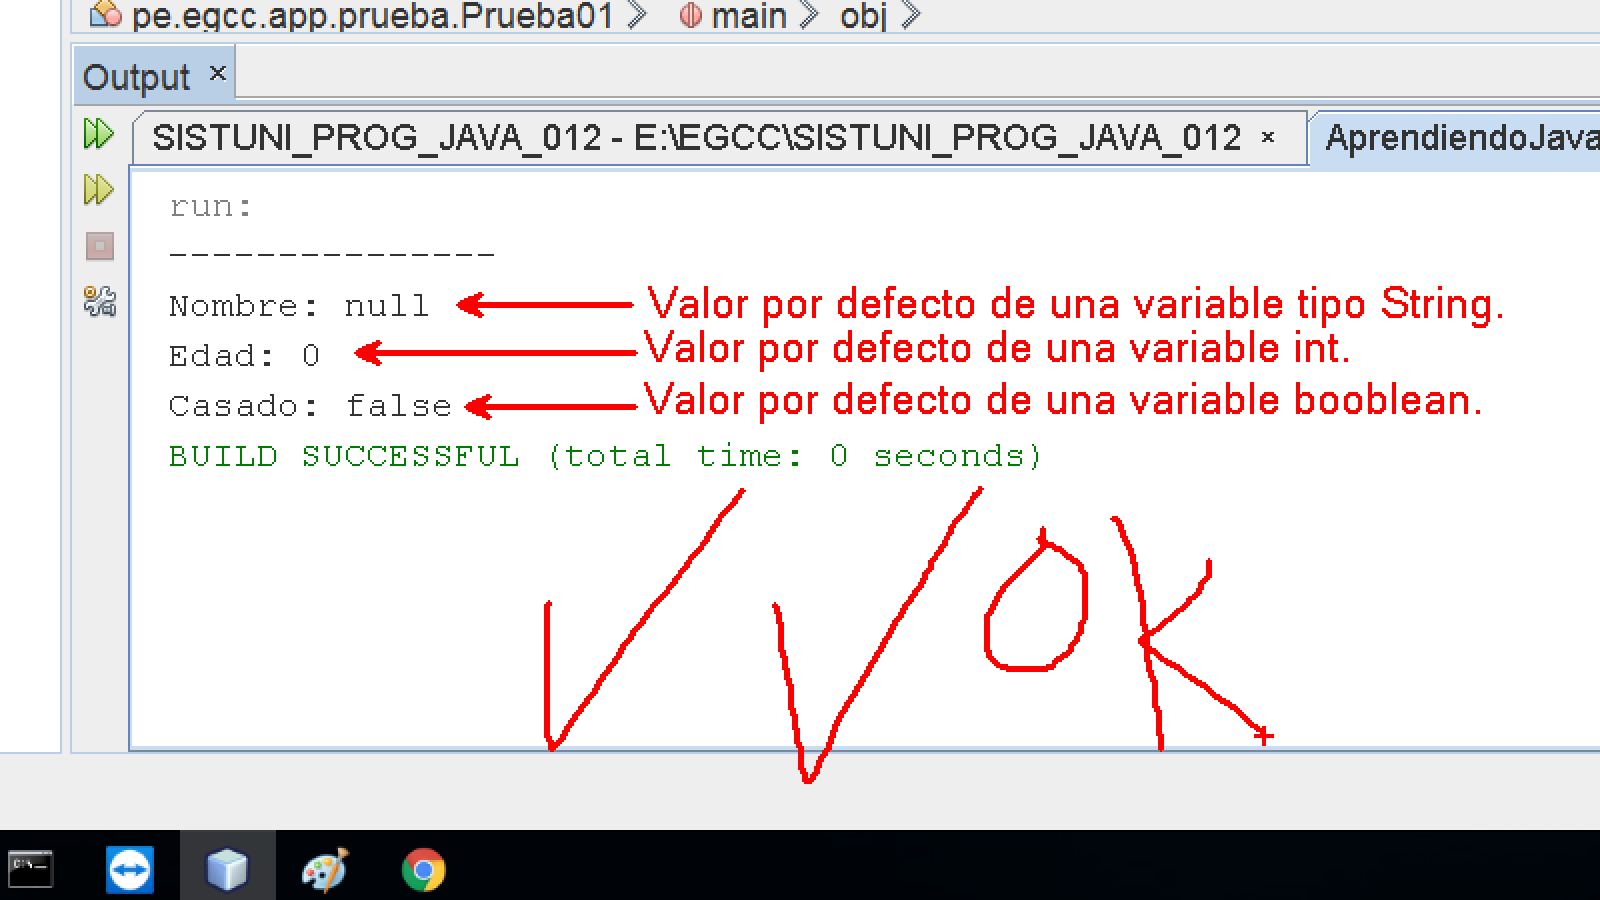 pe.egcc.app.prueba.Prueba01 main obj
Output ×
SISTUNI_PROG_JAVA_012 - E:\EGCC\SISTUNI_PROG_JAVA_012 × AprendiendoJava
run:
---------------
Nombre: null Valor por defecto de una variable tipo String.
Edad: 0 Valor por defecto de una variable int.
Casado: false Valor por defecto de una variable booblean.
BUILD SUCCESSFUL (total time: 0 seconds)
OK